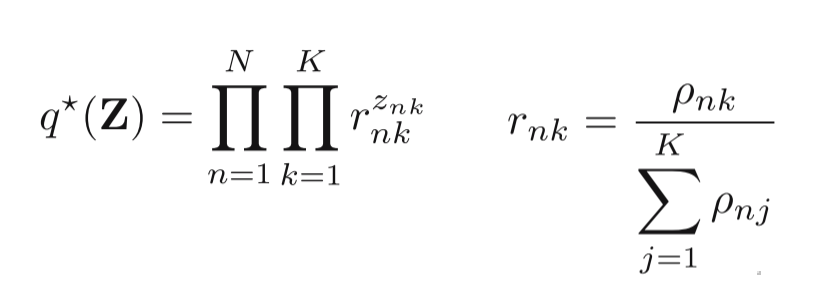 q⋆(𝐙) = ∏_{n=1}^{N} ∏_{k=1}^{K} r_{nk}^{z_{nk}}
r_{nk} = ρ_{nk} / ∑_{j=1}^{K} ρ_{nj}